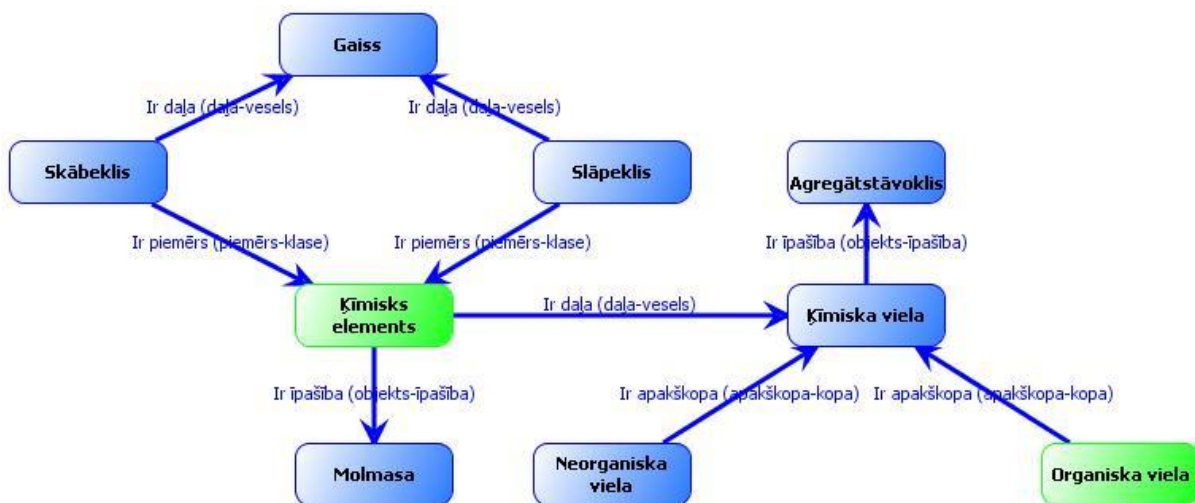 Gaiss
Ir daļa (daļa-vesels)
Ir daļa (daļa-vesels)
Skābeklis
Slāpeklis
Agregātstāvoklis
Ir piemērs (piemērs-klase)
Ir piemērs (piemērs-klase)
Ir īpašība (objekts-īpašība)
Ķīmisks
elements
Ir daļa (daļa-vesels)
Ķīmiska viela
Ir īpašība (objekts-īpašība)
Ir apakškopa (apakškopa-kopa)
Ir apakškopa (apakškopa-kopa)
Molmasa
Neorganiska
viela
Organiska viela